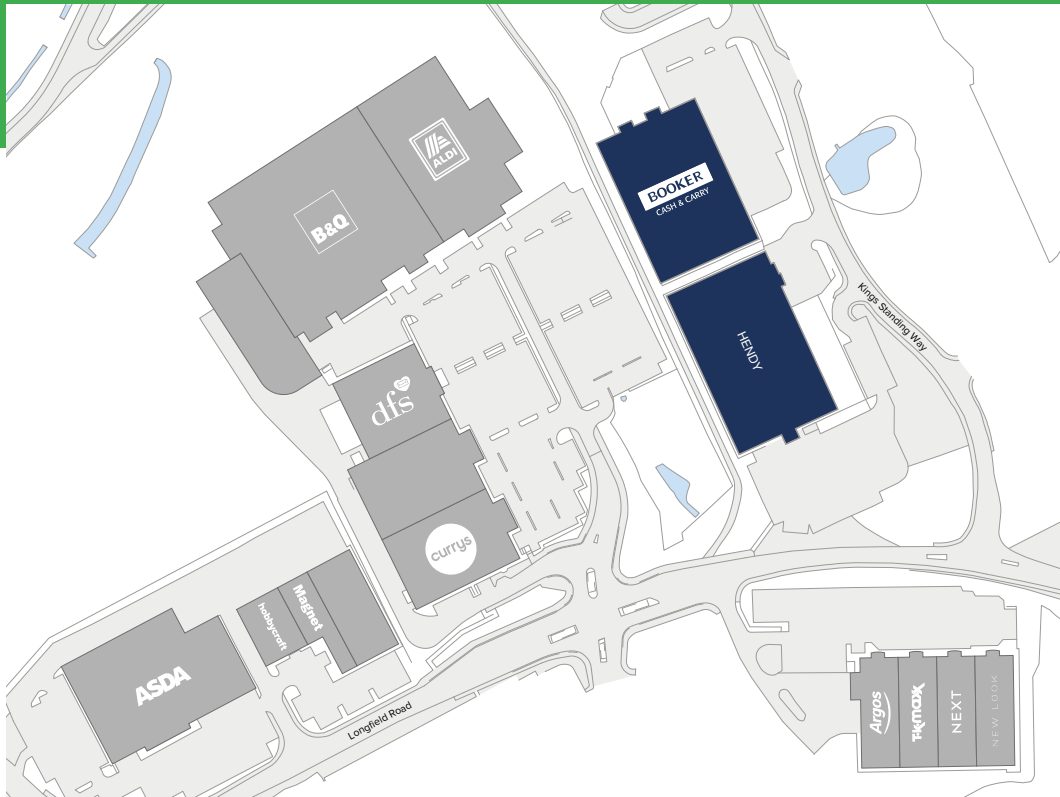 ALDI
B&Q
BOOKER
CASH & CARRY
Kings Standing Way
HENDY
dfs
currys
Magnet
hobbycraft
ASDA
Longfield Road
Argos
T·K·maxx
NEXT
NEW LOOK